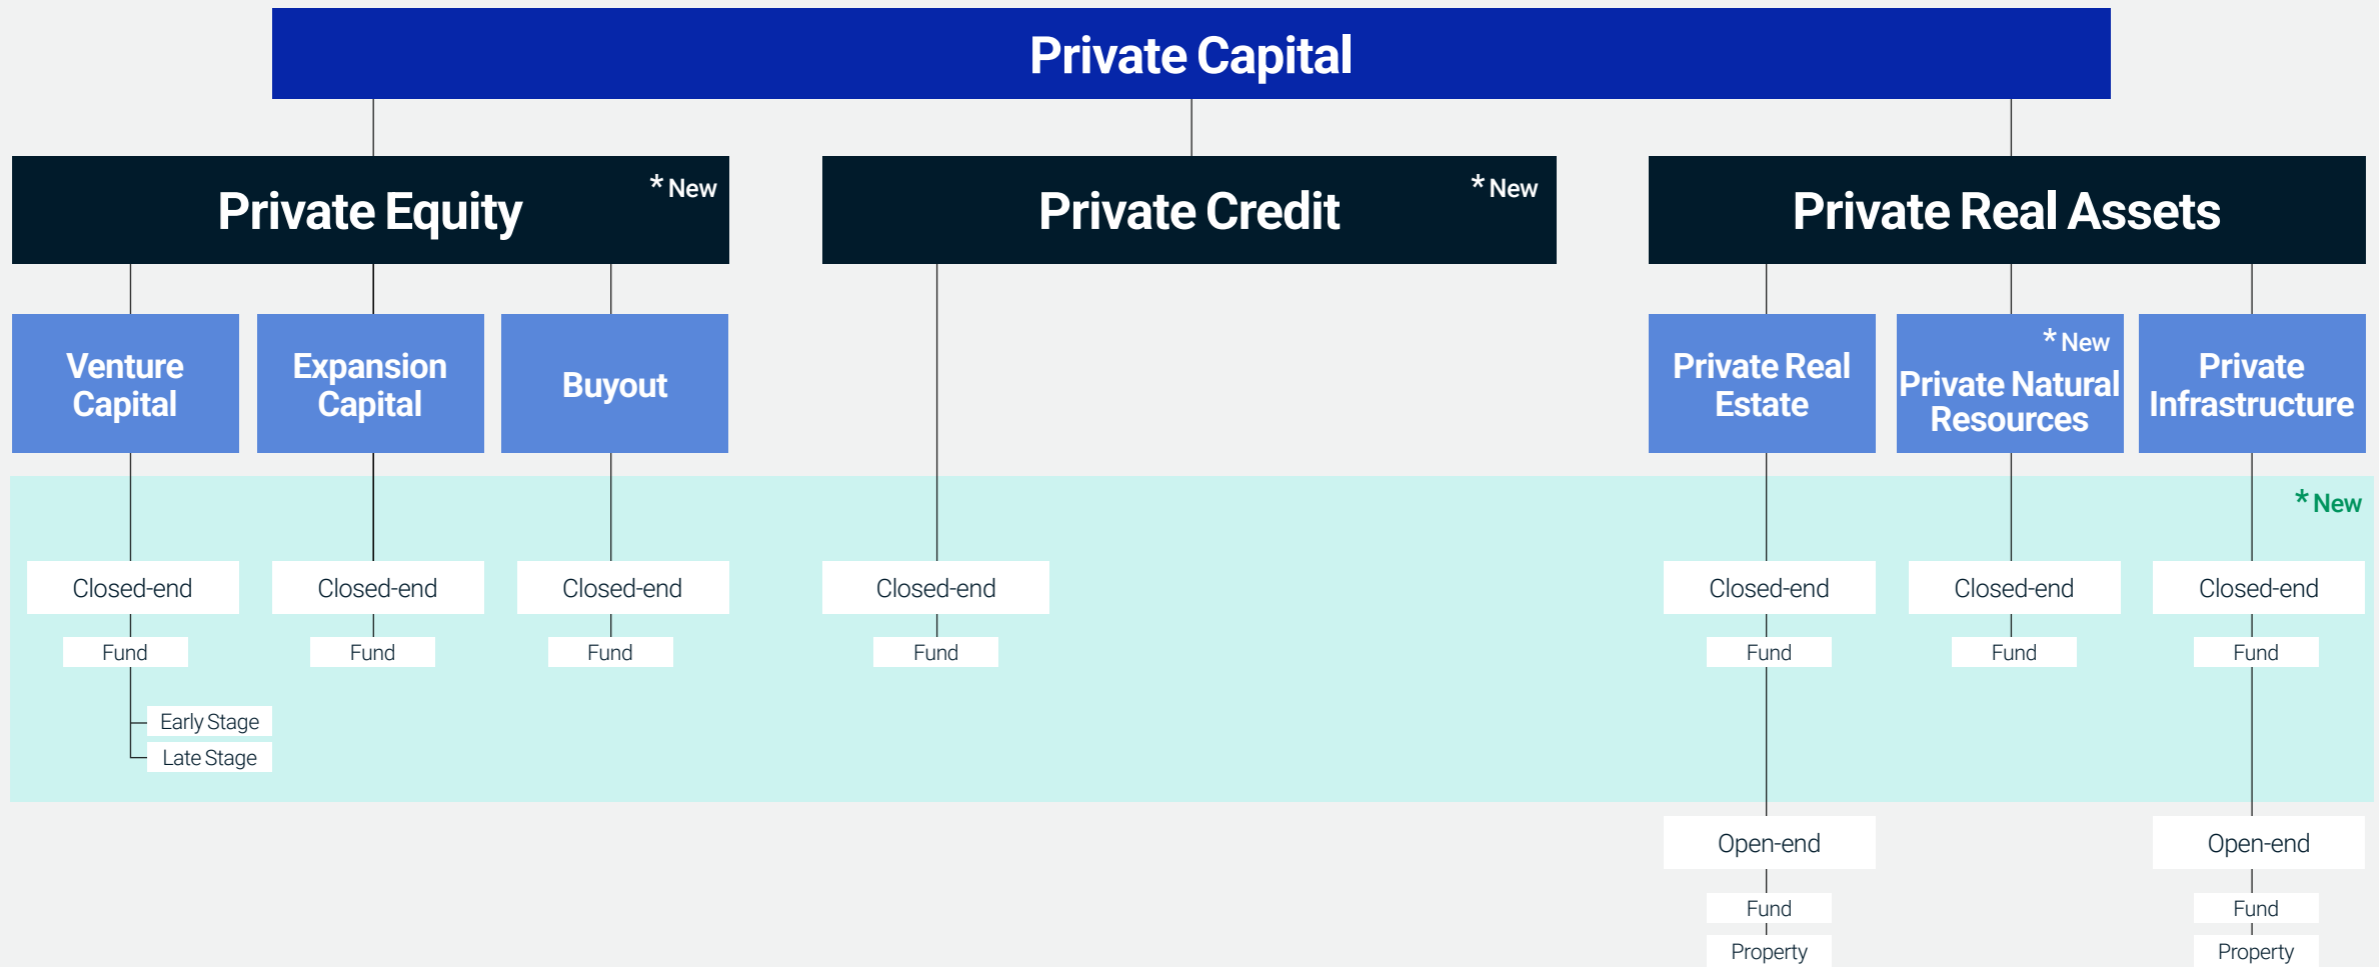 Private Capital
Private Equity
* New
Private Credit
* New
Private Real Assets
Venture
Capital
Expansion
Capital
Buyout
Private Real
Estate
* New
Private Natural
Resources
Private
Infrastructure
* New
Closed-end
Closed-end
Closed-end
Closed-end
Closed-end
Closed-end
Closed-end
Fund
Fund
Fund
Fund
Fund
Fund
Fund
Early Stage
Late Stage
Open-end
Open-end
Fund
Fund
Property
Property